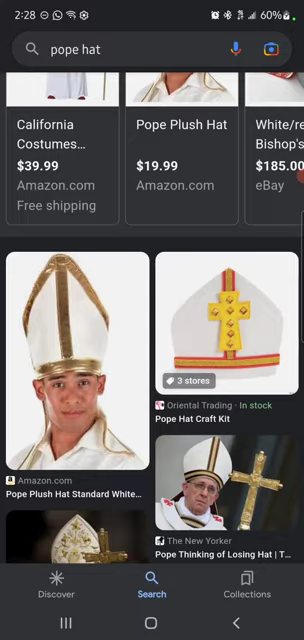 2:28
60%
pope hat
California
Costumes...
$39.99
Amazon.com
Free shipping
Pope Plush Hat
$19.99
Amazon.com
White/re
Bishop's
$185.00
eBay
Amazon.com
Pope Plush Hat Standard White...
3 stores
Oriental Trading · In stock
Pope Hat Craft Kit
The New Yorker
Pope Thinking of Losing Hat | T...
Discover
Search
Collections